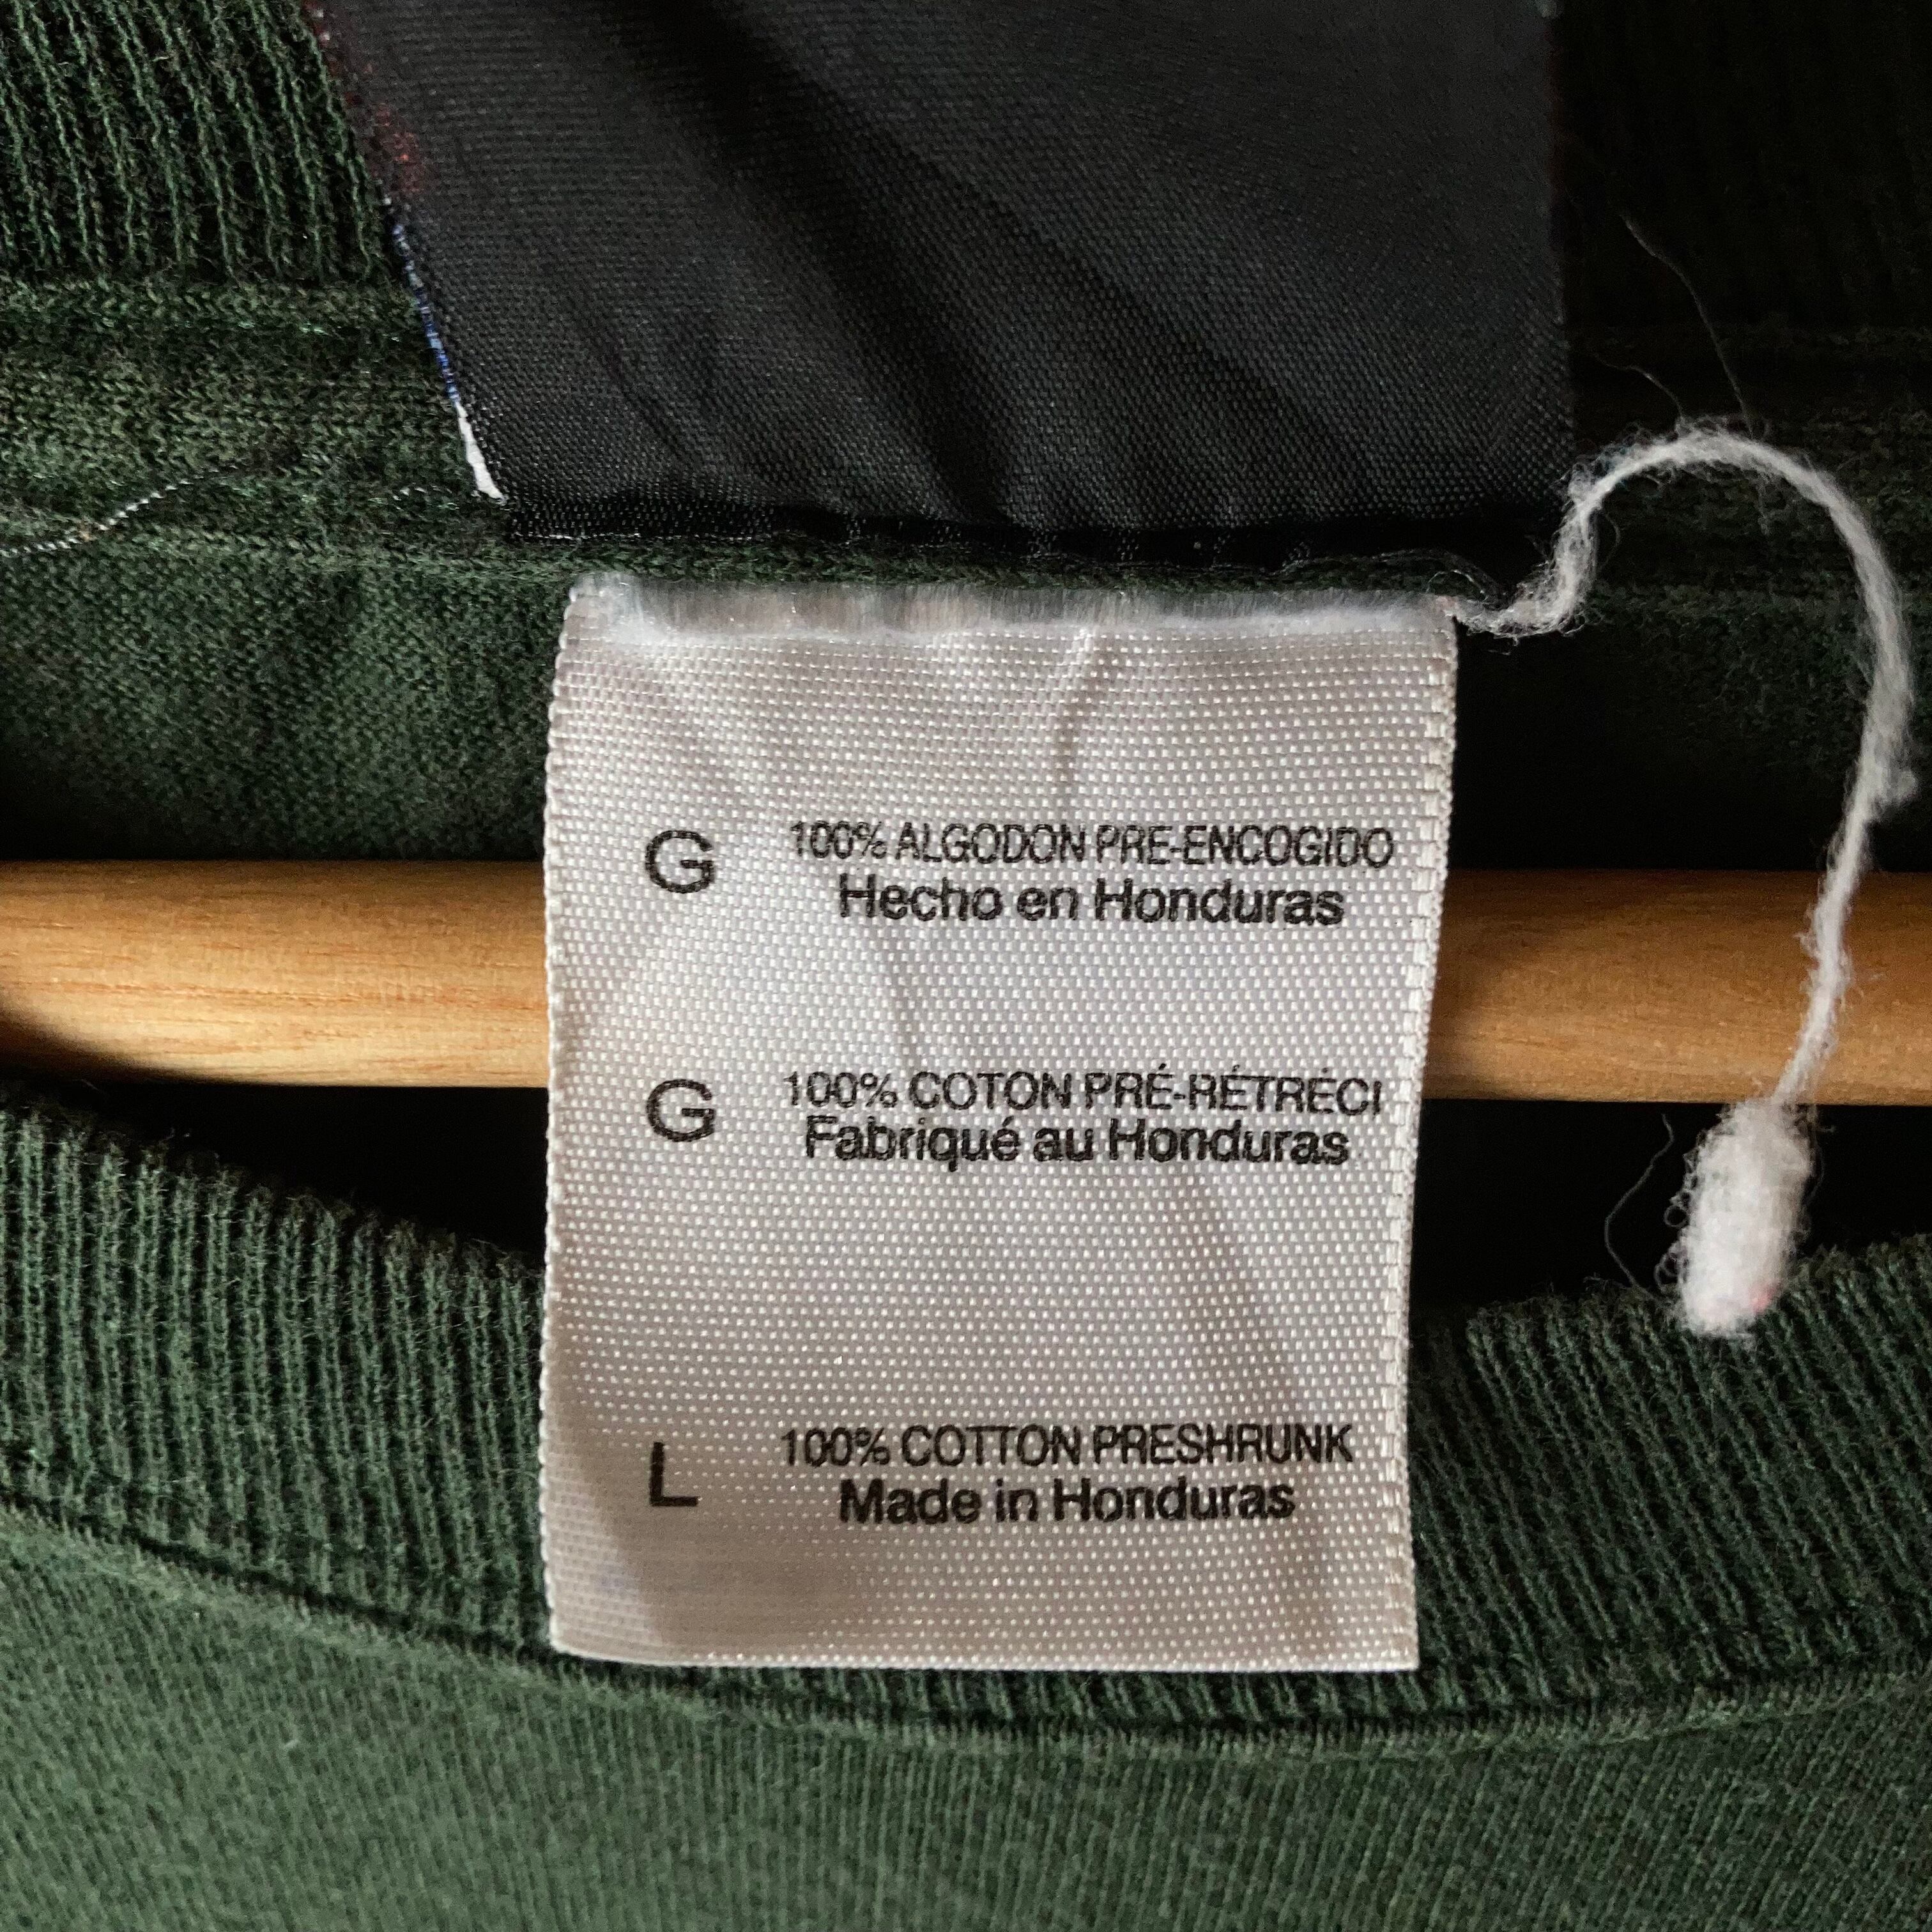 G 100% ALGODON PRE-ENCOGIDO
Hecho en Honduras
G 100% COTON PRÉ-RÉTRÉCI
Fabriqué au Honduras
L 100% COTTON PRESHRUNK
Made in Honduras